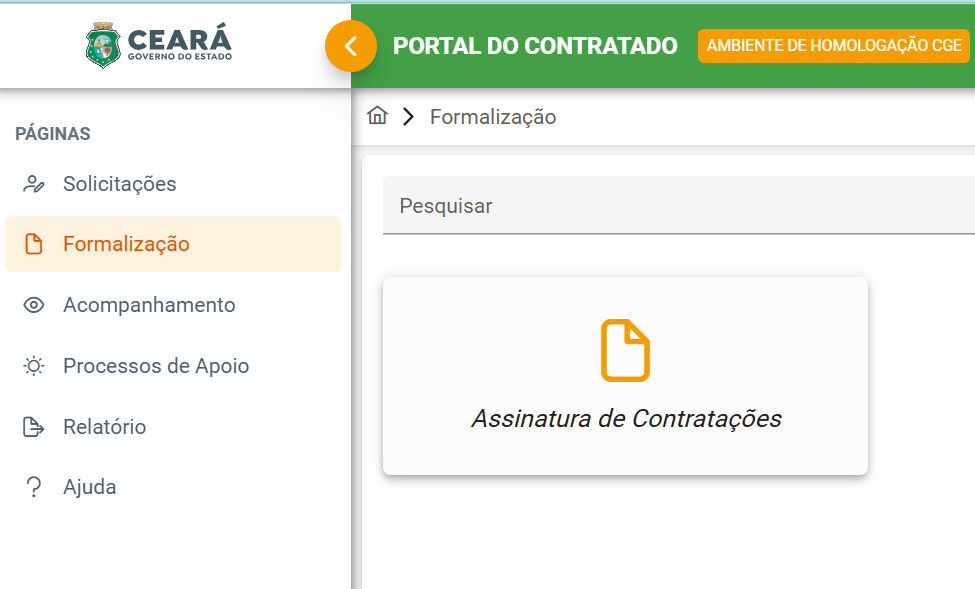 CEARÁ
GOVERNO DO ESTADO
PORTAL DO CONTRATADO
AMBIENTE DE HOMOLOGAÇÃO CGE
PÁGINAS
Solicitações
Formalização
Acompanhamento
Processos de Apoio
Relatório
Ajuda
Formalização
Pesquisar
Assinatura de Contratações